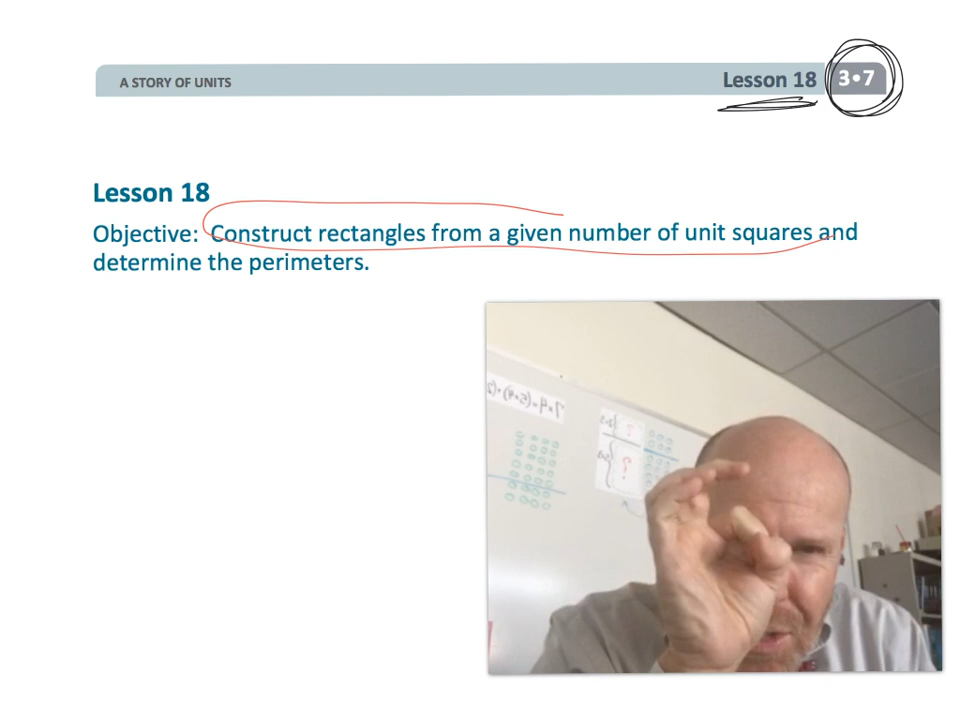 A STORY OF UNITS
Lesson 18 3•7
Lesson 18
Objective: Construct rectangles from a given number of unit squares and
determine the perimeters.
?
?